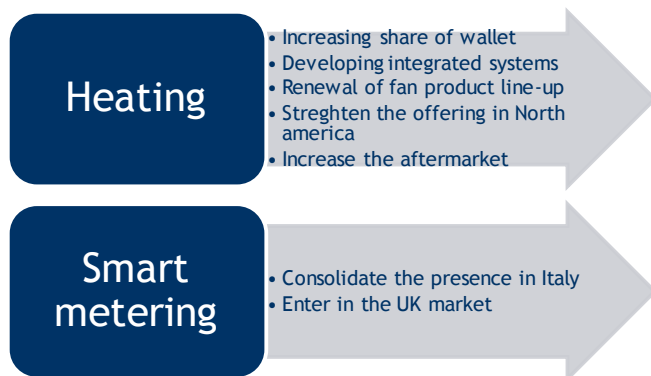 Heating
• Increasing share of wallet
• Developing integrated systems
• Renewal of fan product line-up
• Streghten the offering in North
america
• Increase the aftermarket
Smart
metering
• Consolidate the presence in Italy
• Enter in the UK market